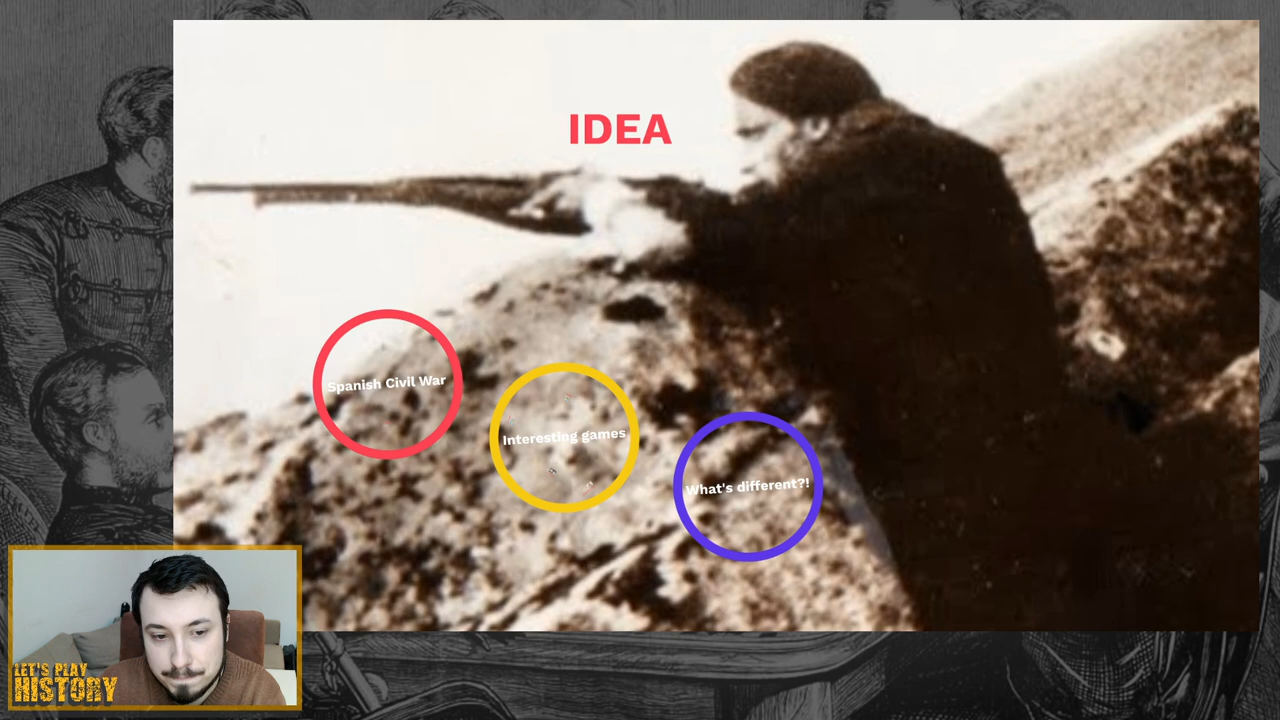 IDEA
Spanish Civil War
Interesting games
What's different?!
LET'S PLAY
HISTORY